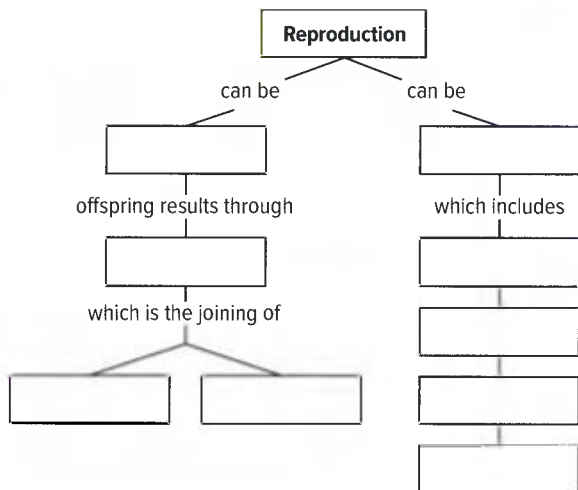 Reproduction
can be
can be
offspring results through
which includes
which is the joining of